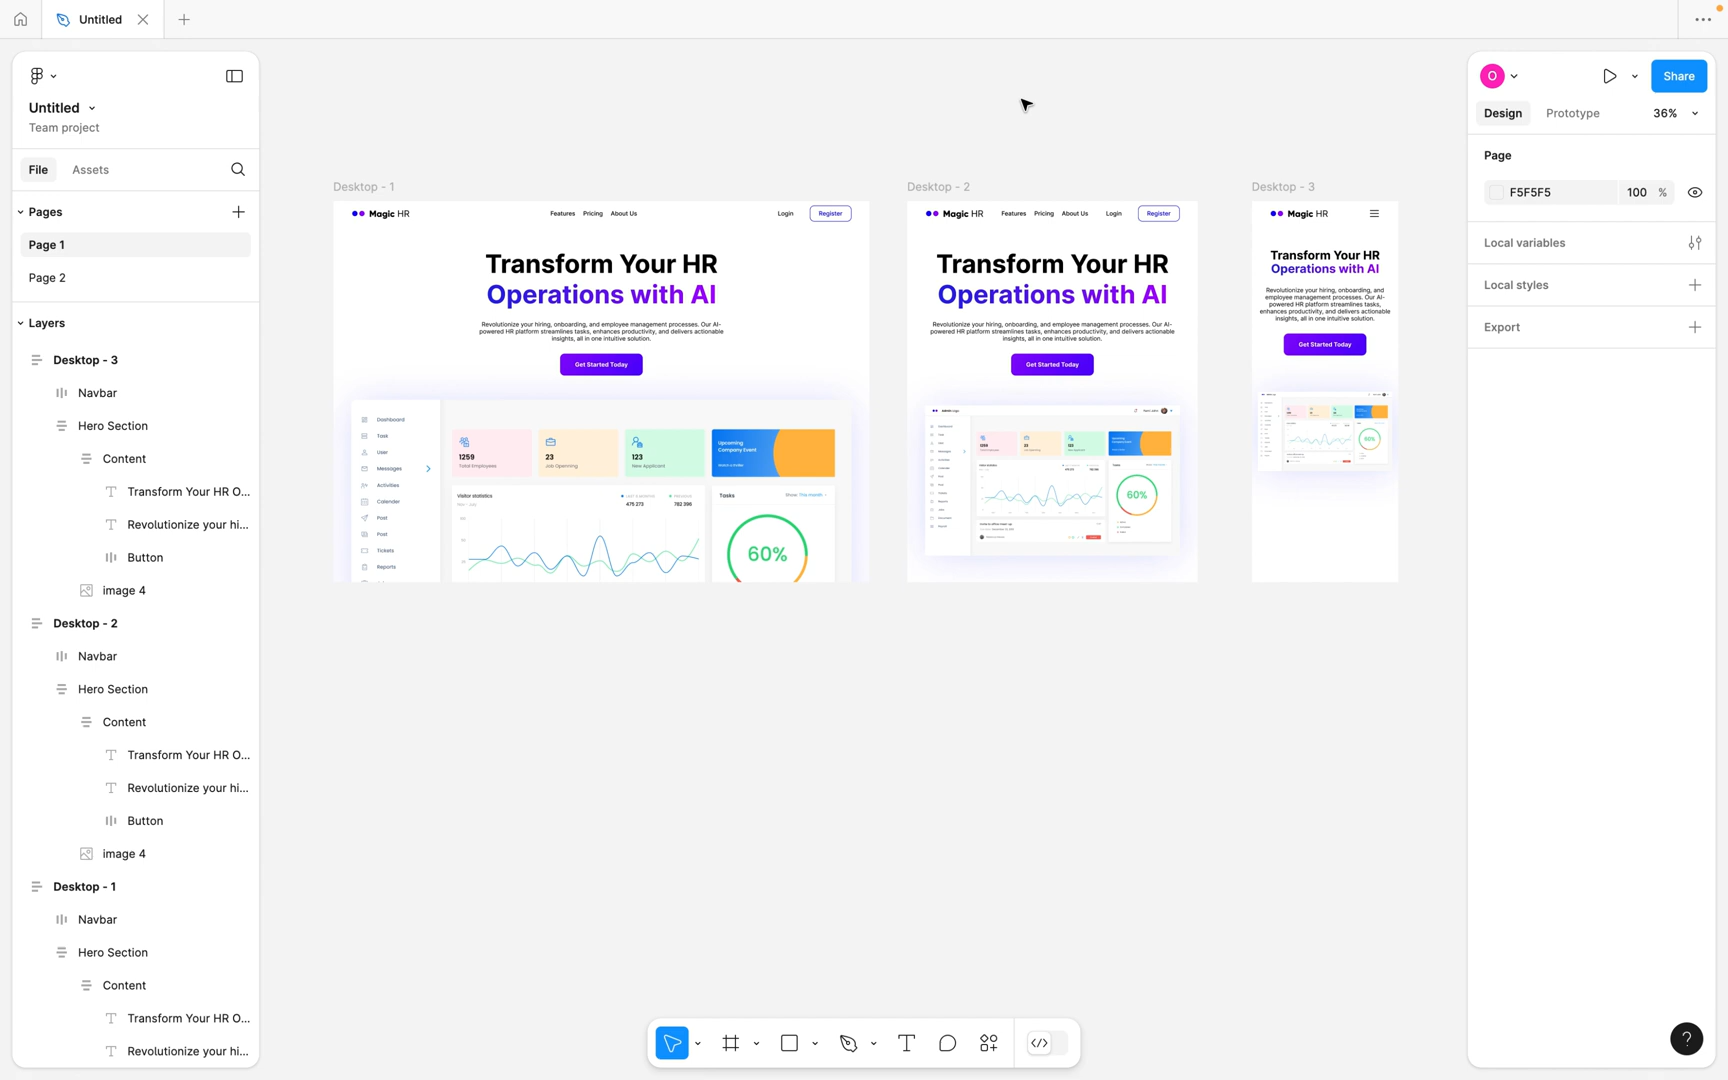 Untitled
Untitled
Team project
File
Assets
Pages
Page 1
Page 2
Layers
Desktop - 3
Navbar
Hero Section
Content
Transform Your HR O...
Revolutionize your hi...
Button
image 4
Desktop - 2
Navbar
Hero Section
Content
Transform Your HR O...
Revolutionize your hi...
Button
image 4
Desktop - 1
Navbar
Hero Section
Content
Transform Your HR O...
Revolutionize your hi...
Desktop - 1
Magic HR
Features Pricing About Us
Login
Register
Transform Your HR
Operations with AI
Revolutionize your hiring, onboarding, and employee management processes. Our AI-
powered HR platform streamlines tasks, enhances productivity, and delivers actionable
insights, all in one intuitive solution.
Get Started Today
Dashboard
Task
User
Messages
Activities
Calender
Post
Post
Tickets
Reports
1259
Total Employees
23
Job Openning
123
New Applicant
Upcoming
Company Event
Visitor statistics
475 273
782 396
Tasks
Show: This month
60%
Desktop - 2
Magic HR
Features Pricing About Us
Login
Register
Transform Your HR
Operations with AI
Revolutionize your hiring, onboarding, and employee management processes. Our AI-
powered HR platform streamlines tasks, enhances productivity, and delivers actionable
insights, all in one intuitive solution.
Get Started Today
1259
23
123
60%
Desktop - 3
Magic HR
Transform Your HR
Operations with AI
Revolutionize your hiring, onboarding, and
employee management processes. Our AI-
powered HR platform streamlines tasks,
enhances productivity, and delivers actionable
insights, all in one intuitive solution.
Get Started Today
60%
O
Share
Design
Prototype
36%
Page
F5F5F5
100 %
Local variables
Local styles
Export
?